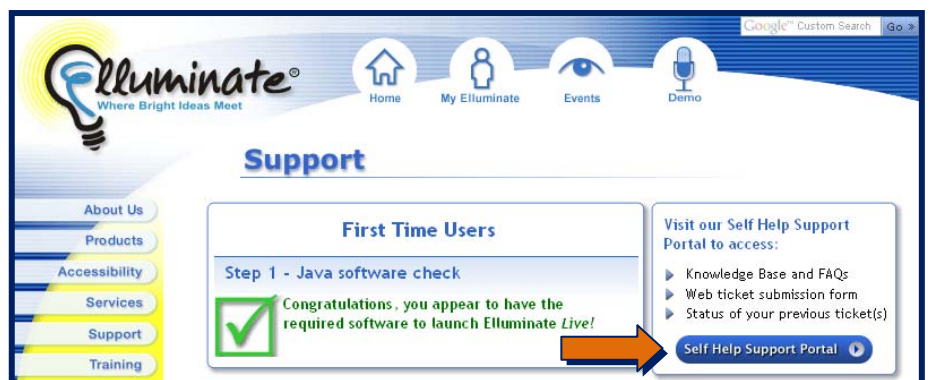 Google™ Custom Search Go »
Elluminate®
Where Bright Ideas Meet
Home My Elluminate Events Demo
Support
About Us
Products
Accessibility
Services
Support
Training
First Time Users
Step 1 - Java software check
Congratulations, you appear to have the
required software to launch Elluminate Live!
Visit our Self Help Support
Portal to access:
Knowledge Base and FAQs
Web ticket submission form
Status of your previous ticket(s)
Self Help Support Portal